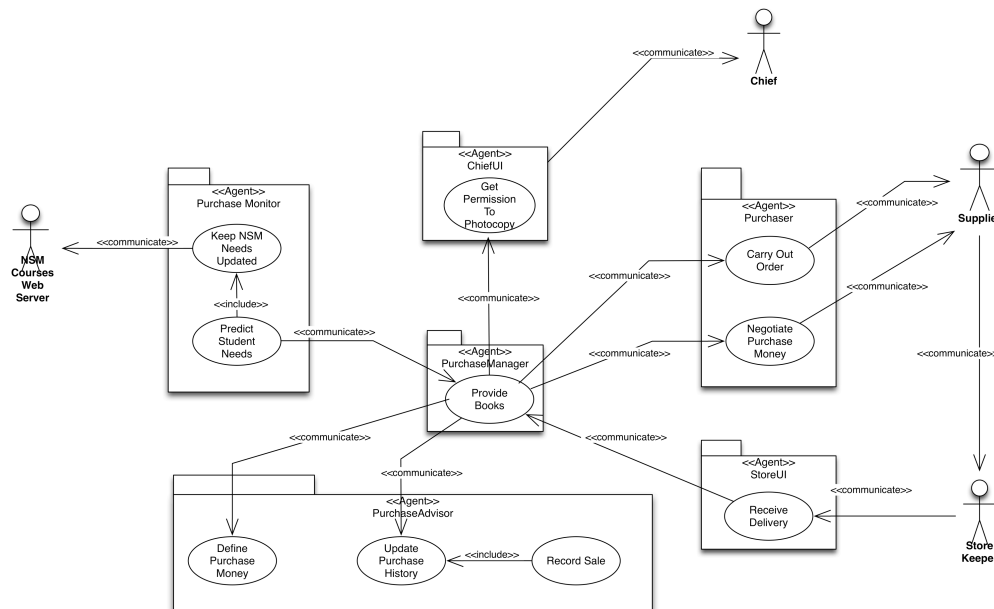 <<communicate>>
Chief
<<Agent>>
ChiefUI
Get
Permission
To
Photocopy
<<Agent>>
Purchase Monitor
Keep NSM
Needs
Updated
<<include>>
Predict
Student
Needs
<<communicate>>
NSM
Courses
Web
Server
<<communicate>>
<<communicate>>
<<Agent>>
PurchaseManager
Provide
Books
<<communicate>>
<<communicate>>
<<Agent>>
Purchaser
Carry Out
Order
Negotiate
Purchase
Money
<<communicate>>
<<communicate>>
Supplie
<<communicate>
<<communicate>>
<<Agent>>
StoreUI
Receive
Delivery
<<communicate>>
Store
Keepe
<<communicate>>
<<communicate>>
<<Agent>>
PurchaseAdvisor
Define
Purchase
Money
Update
Purchase
History
<<include>>
Record Sale